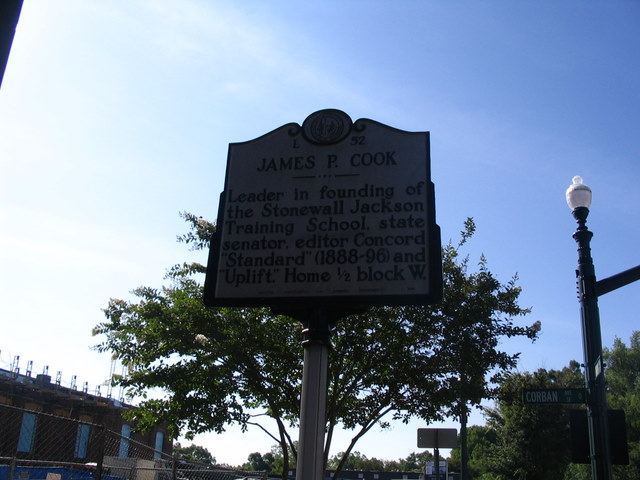 L 52
JAMES P. COOK
Leader in founding of
the Stonewall Jackson
Training School, state
senator, editor Concord
"Standard" (1888-96) and
"Uplift." Home ½ block W.
CORBAN